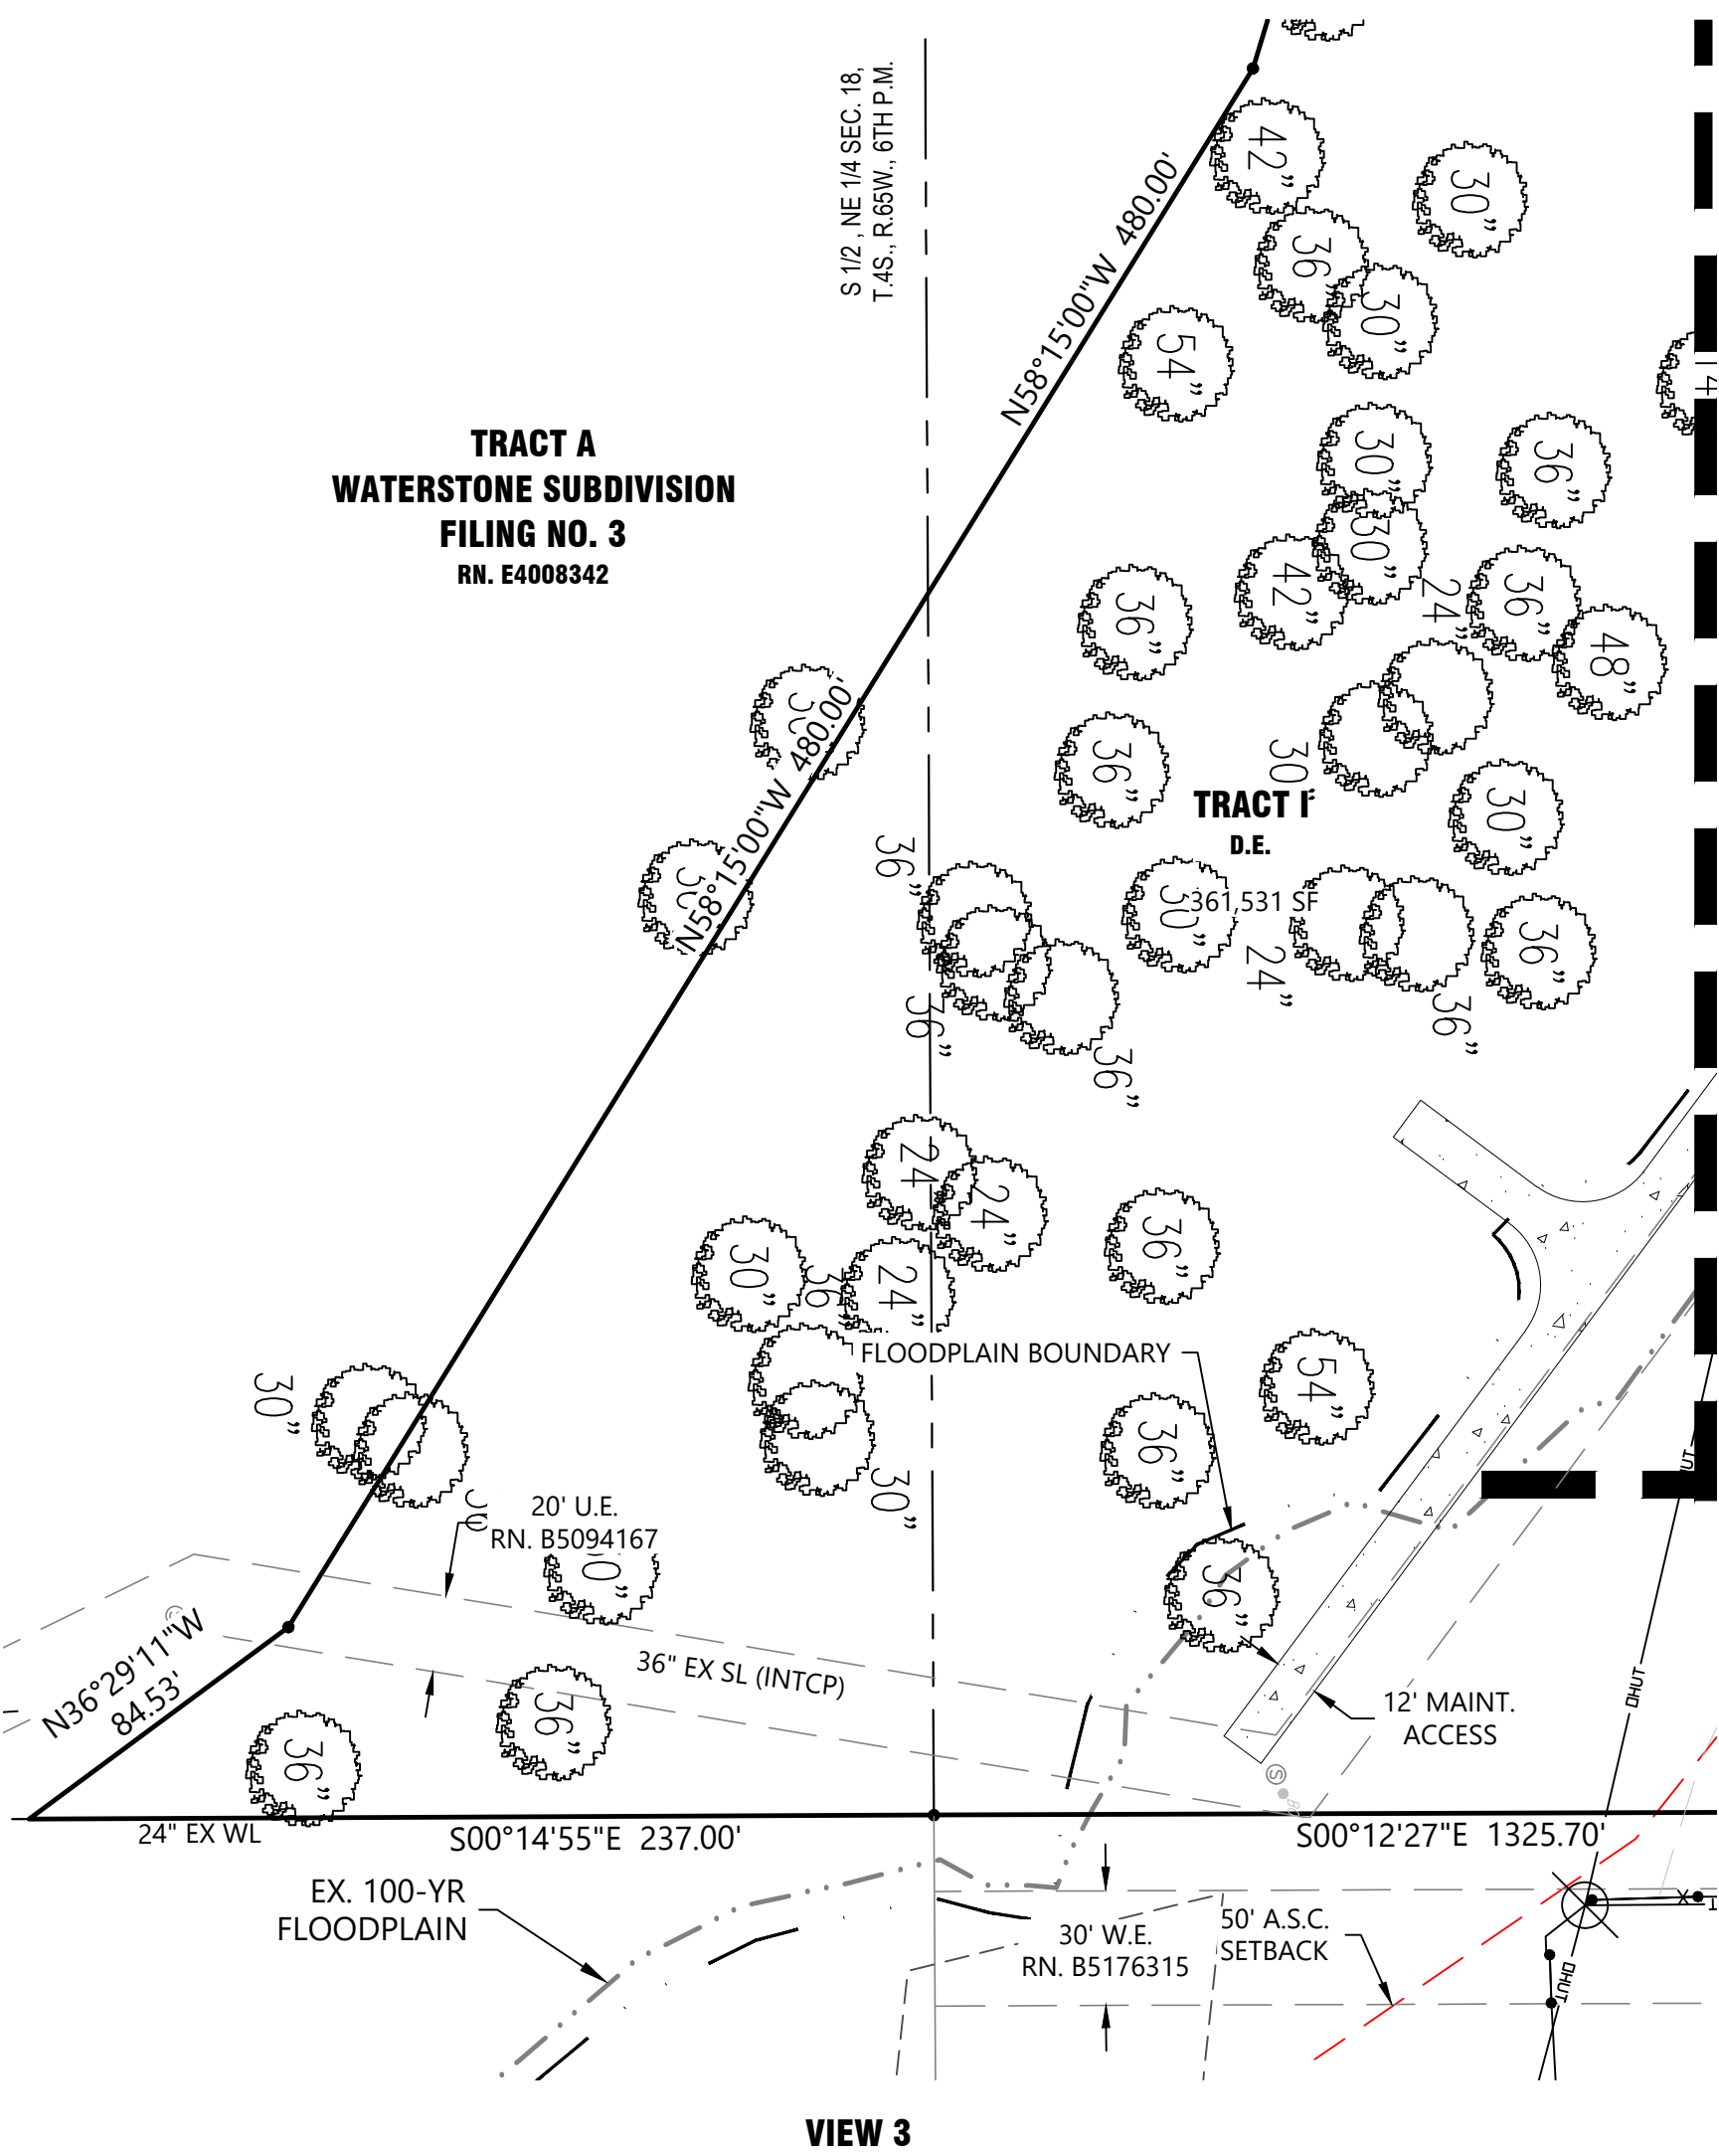 S 1/2 , NE 1/4 SEC. 18,
T.4S., R.65W., 6TH P.M.
N58°15'00"W 480.00'
42”
30”
36”
30”
54”
TRACT A
WATERSTONE SUBDIVISION
FILING NO. 3
RN. E4008342
30”
36”
30”
42”
24”
36”
36”
48”
N58°15'00"W 480.00'
36”
30”
TRACT I
D.E.
30”
36”
30”
361,531 SF
24”
36”
36”
36”
36”
24
24”
36”
30”
36”
24”
FLOODPLAIN BOUNDARY
54”
30”
36”
30”
20' U.E.
RN. B5094167
36”
N36°29'11"W
84.53'
36" EX SL (INTCP)
36”
36”
12' MAINT.
ACCESS
OHUT
S
24" EX WL
S00°14'55"E 237.00'
S00°12'27"E 1325.70'
EX. 100-YR
FLOODPLAIN
30' W.E.
RN. B5176315
50' A.S.C.
SETBACK
X
OHUT
VIEW 3